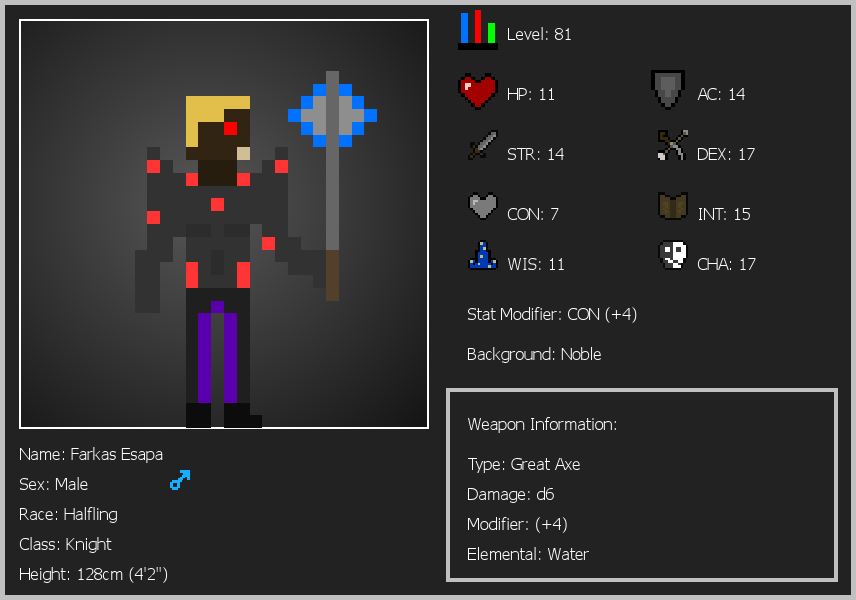 Level: 81
HP: 11
AC: 14
STR: 14
DEX: 17
CON: 7
INT: 15
WIS: 11
CHA: 17
Stat Modifier: CON (+4)
Background: Noble
Weapon Information:
Type: Great Axe
Damage: d6
Modifier: (+4)
Elemental: Water
Name: Farkas Esapa
Sex: Male
Race: Halfling
Class: Knight
Height: 128cm (4'2")